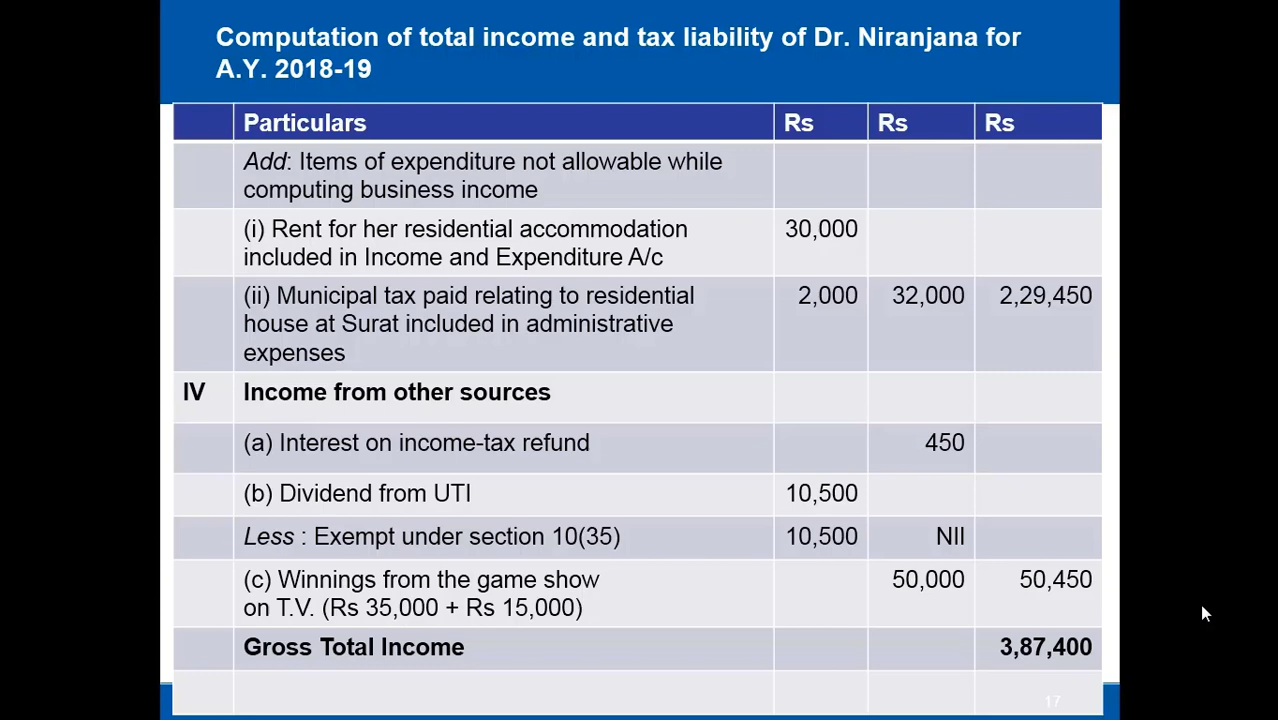 Computation of total income and tax liability of Dr. Niranjana for
A.Y. 2018-19
Particulars Rs Rs Rs
Add: Items of expenditure not allowable while
computing business income
(i) Rent for her residential accommodation 30,000
included in Income and Expenditure A/c
(ii) Municipal tax paid relating to residential 2,000 32,000 2,29,450
house at Surat included in administrative
expenses
IV Income from other sources
(a) Interest on income-tax refund 450
(b) Dividend from UTI 10,500
Less : Exempt under section 10(35) 10,500 NIl
(c) Winnings from the game show 50,000 50,450
on T.V. (Rs 35,000 + Rs 15,000)
Gross Total Income 3,87,400
17